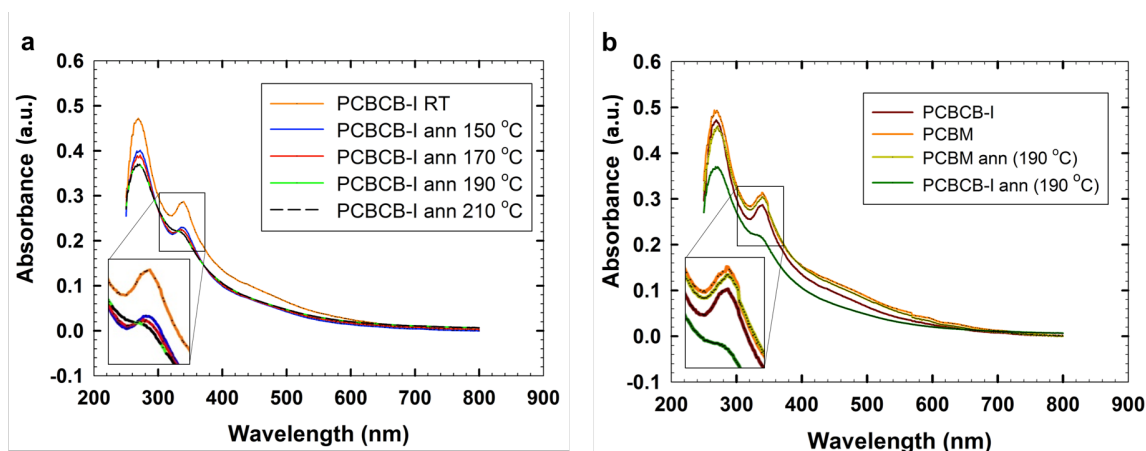 a
0.6
0.5
0.4
0.3
0.2
0.1
0.0
-0.1
Absorbance (a.u.)
PCBCB-I RT
PCBCB-I ann 150 °C
PCBCB-I ann 170 °C
PCBCB-I ann 190 °C
PCBCB-I ann 210 °C
200 300 400 500 600 700 800 900
Wavelength (nm)
b
0.6
0.5
0.4
0.3
0.2
0.1
0.0
-0.1
Absorbance (a.u.)
PCBCB-I
PCBM
PCBM ann (190 °C)
PCBCB-I ann (190 °C)
200 300 400 500 600 700 800 900
Wavelength (nm)